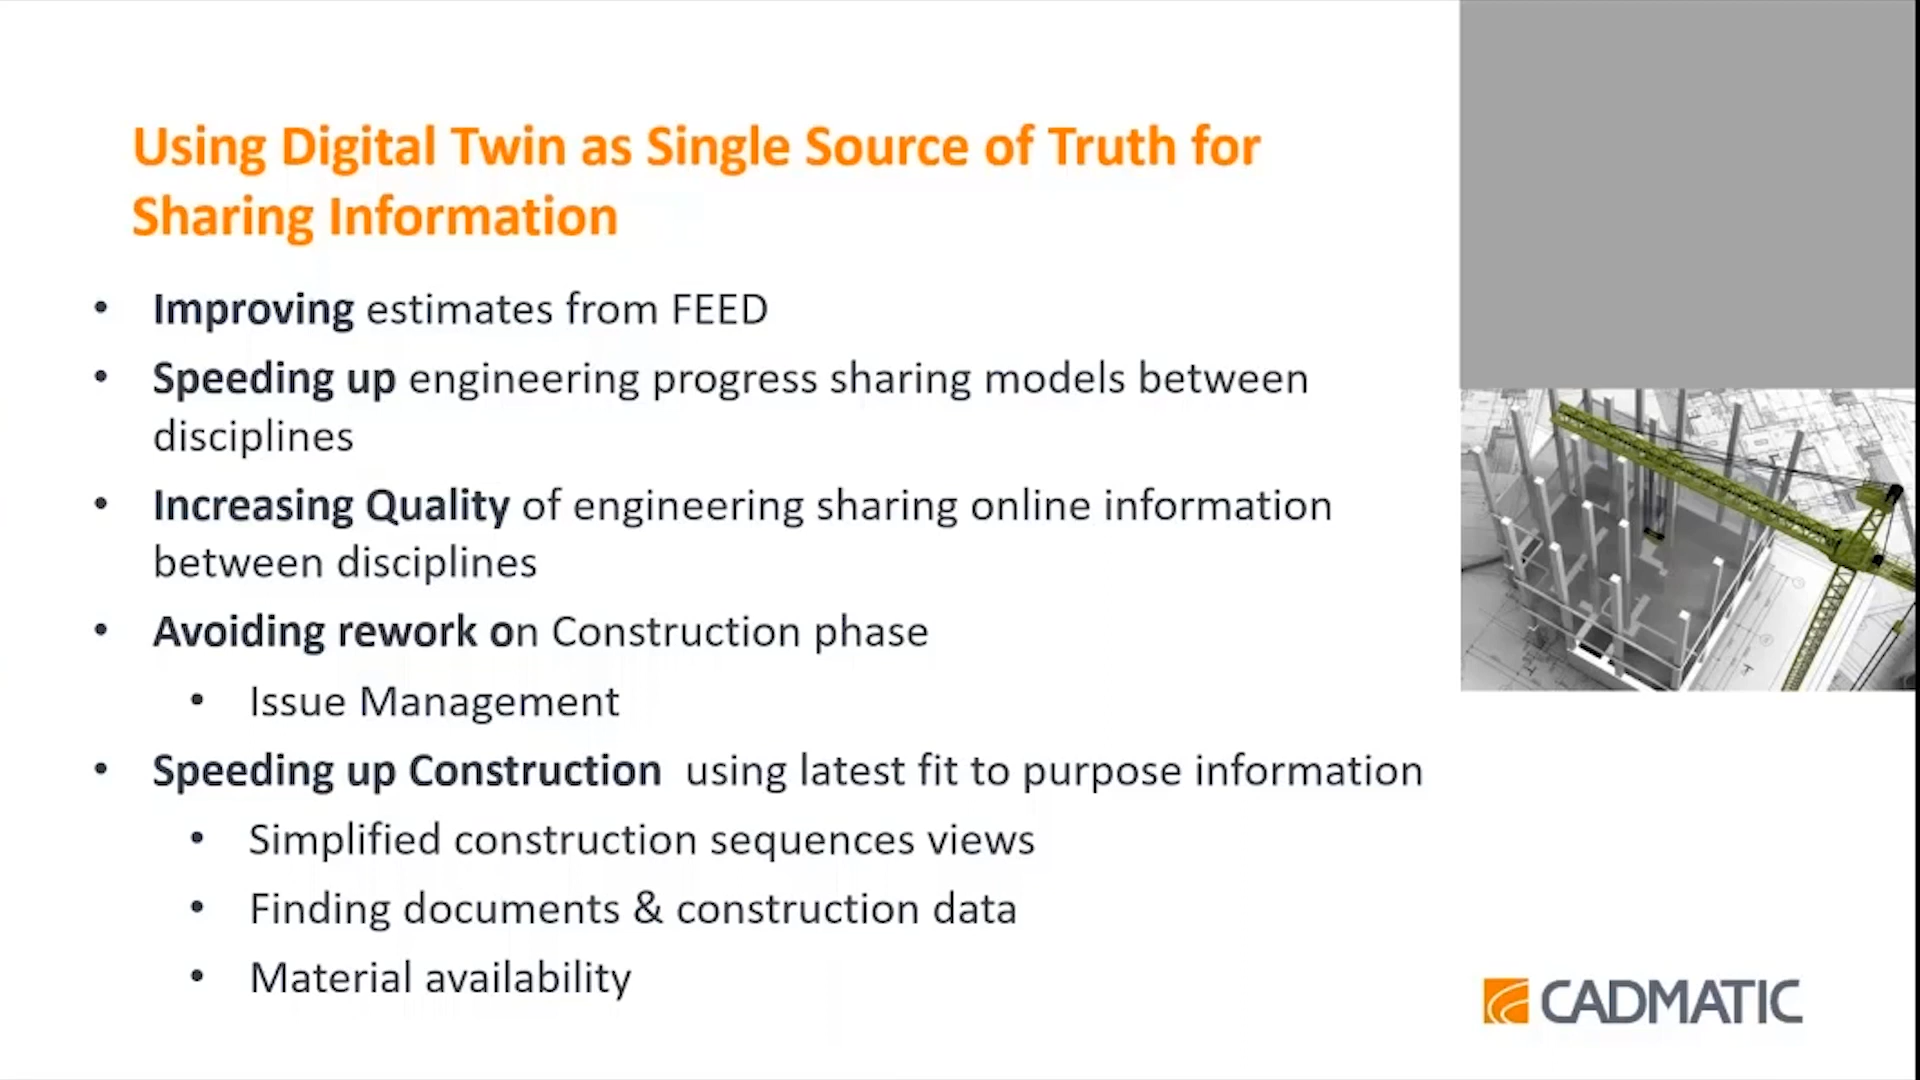 Using Digital Twin as Single Source of Truth for
Sharing Information
• Improving estimates from FEED
• Speeding up engineering progress sharing models between
disciplines
• Increasing Quality of engineering sharing online information
between disciplines
• Avoiding rework on Construction phase
• Issue Management
• Speeding up Construction using latest fit to purpose information
• Simplified construction sequences views
• Finding documents & construction data
• Material availability
CADMATIC